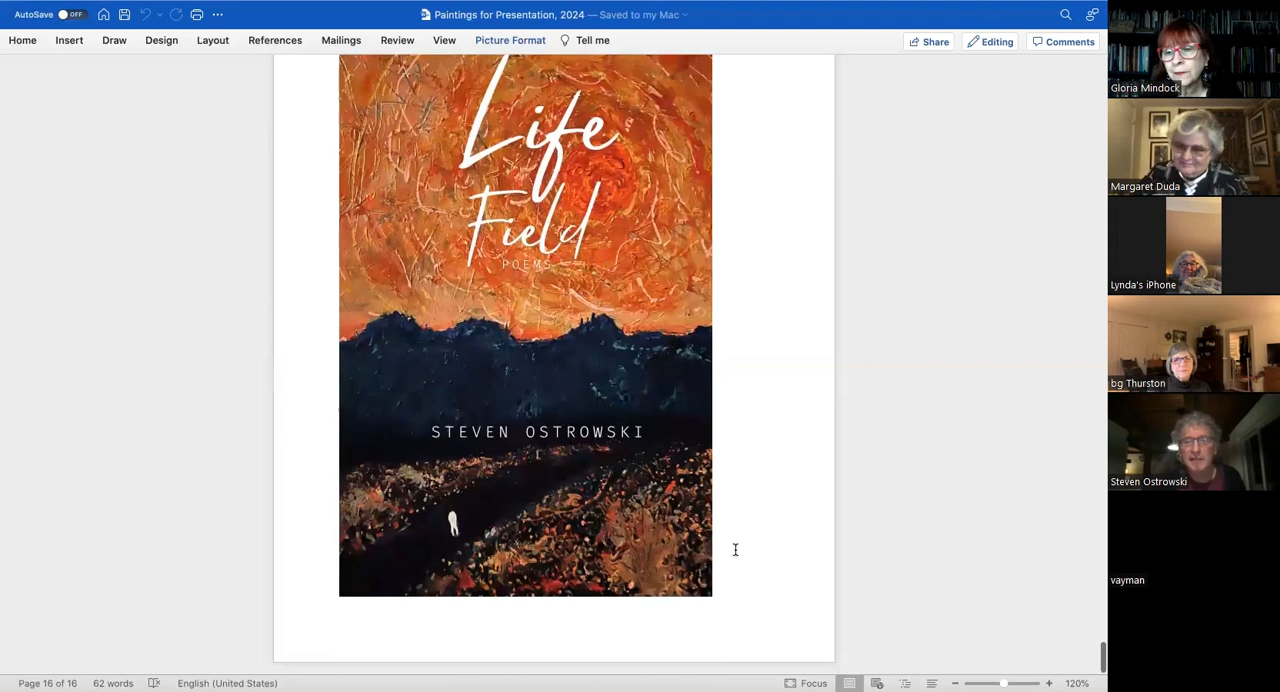 AutoSave OFF
Paintings for Presentation, 2024 — Saved to my Mac
Home Insert Draw Design Layout References Mailings Review View Picture Format Tell me
Share Editing Comments
Life
Field
POEMS
STEVEN OSTROWSKI
Gloria Mindock
Margaret Duda
Lynda's iPhone
bg Thurston
Steven Ostrowski
vayman
Page 16 of 16 62 words English (United States) Focus 120%